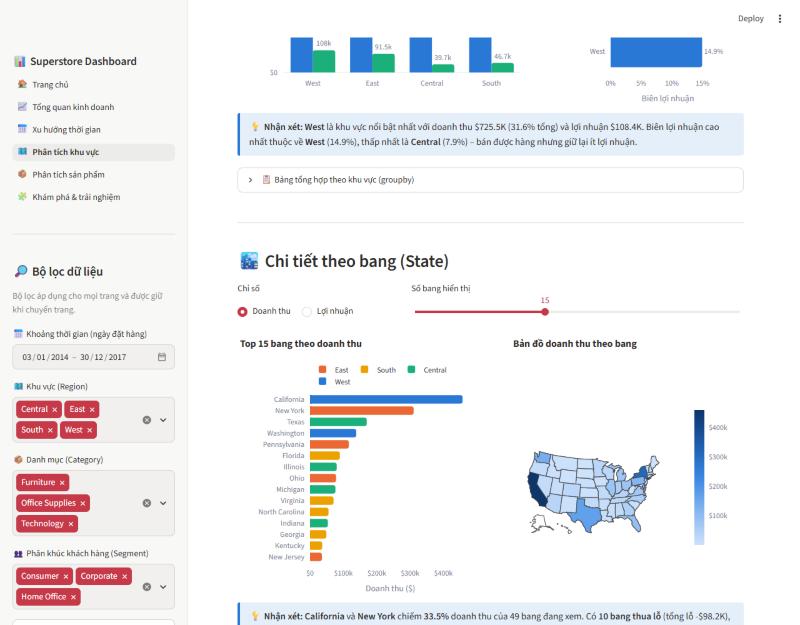 Deploy
Superstore Dashboard
Trang chủ
Tổng quan kinh doanh
Xu hướng thời gian
Phân tích khu vực
Phân tích sản phẩm
Khám phá & trải nghiệm
Bộ lọc dữ liệu
Bộ lọc áp dụng cho mọi trang và được giữ
khi chuyển trang.
Khoảng thời gian (ngày đặt hàng)
03 / 01 / 2014 – 30 / 12 / 2017
Khu vực (Region)
Central × East ×
South × West ×
Danh mục (Category)
Furniture ×
Office Supplies ×
Technology ×
Phân khúc khách hàng (Segment)
Consumer × Corporate ×
Home Office ×
108k 91.5k 39.7k 46.7k
$0
West East Central South
West 14.9%
0% 5% 10% 15%
Biên lợi nhuận
Nhận xét: West là khu vực nổi bật nhất với doanh thu $725.5K (31.6% tổng) và lợi nhuận $108.4K. Biên lợi nhuận cao
nhất thuộc về West (14.9%), thấp nhất là Central (7.9%) – bán được hàng nhưng giữ lại ít lợi nhuận.
Bảng tổng hợp theo khu vực (groupby)
Chi tiết theo bang (State)
Chỉ số
Doanh thu Lợi nhuận
Số bang hiển thị
15
Top 15 bang theo doanh thu
East South Central
West
California
New York
Texas
Washington
Pennsylvania
Florida
Illinois
Ohio
Michigan
Virginia
North Carolina
Indiana
Georgia
Kentucky
New Jersey
$0 $100k $200k $300k $400k
Doanh thu ($)
Bản đồ doanh thu theo bang
$400k
$300k
$200k
$100k
Nhận xét: California và New York chiếm 33.5% doanh thu của 49 bang đang xem. Có 10 bang thua lỗ (tổng lỗ -$98.2K),